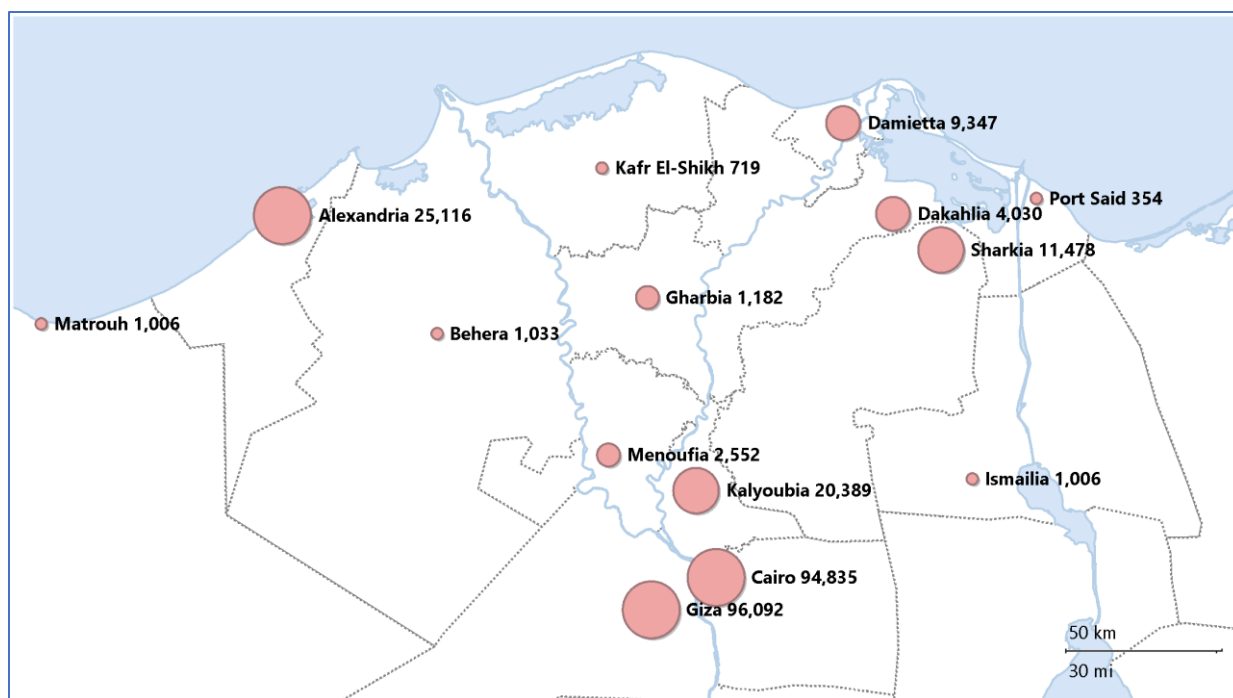 Damietta 9,347
Kafr El-Shikh 719
Port Said 354
Alexandria 25,116
Dakahlia 4,030
Sharkia 11,478
Gharbia 1,182
Matrouh 1,006
Behera 1,033
Menoufia 2,552
Ismailia 1,006
Kalyoubia 20,389
Cairo 94,835
Giza 96,092
50 km
30 mi